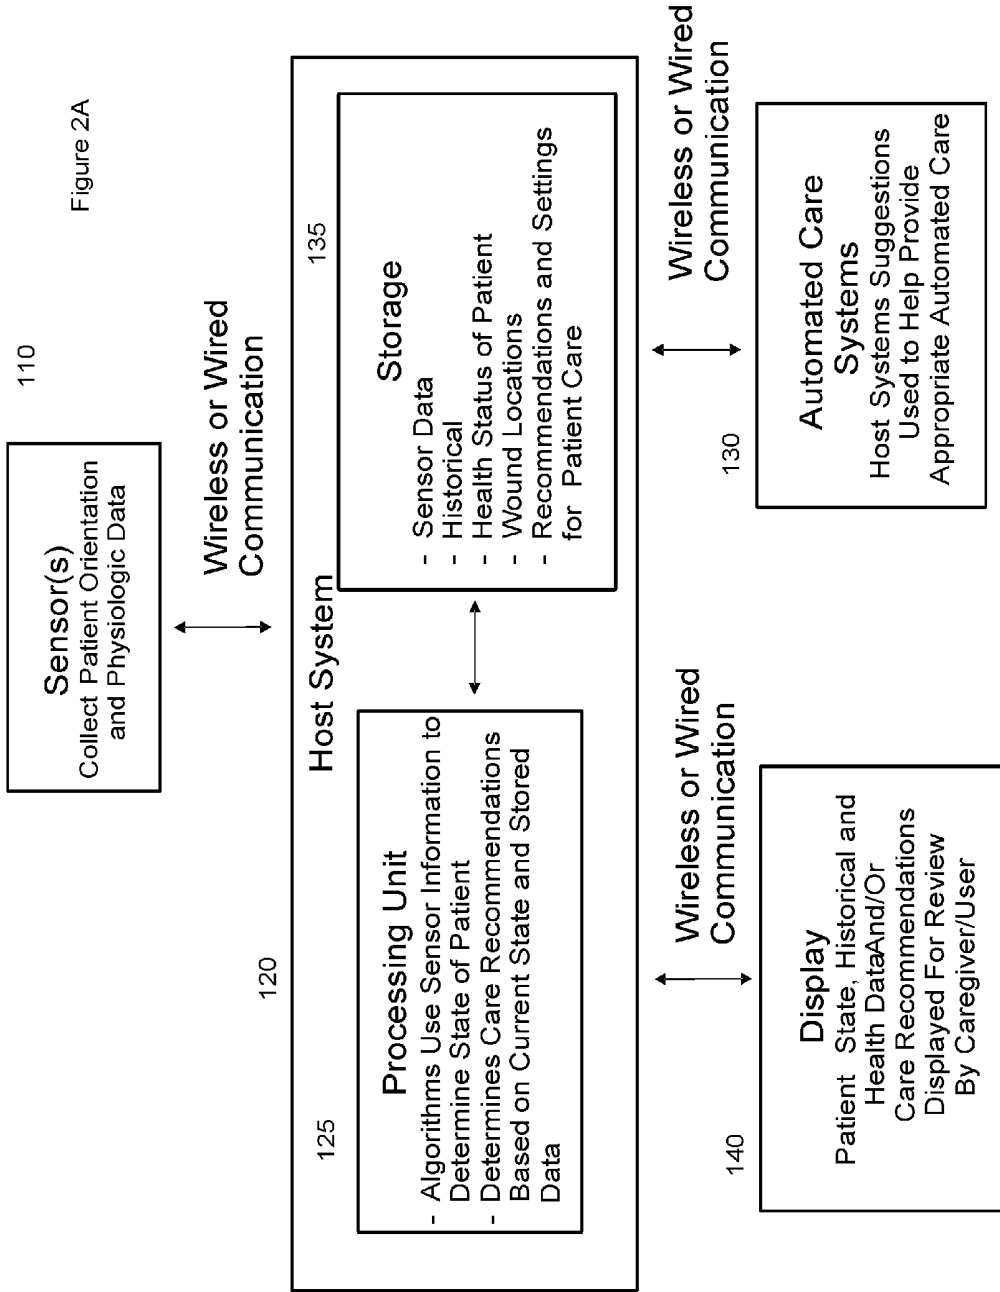 Figure 2A
110
Sensor(s)
Collect Patient Orientation
and Physiologic Data
Wireless or Wired
Communication
120
Host System
125
Processing Unit
- Algorithms Use Sensor Information to
Determine State of Patient
- Determines Care Recommendations
Based on Current State and Stored
Data
135
Storage
- Sensor Data
- Historical
- Health Status of Patient
- Wound Locations
- Recommendations and Settings
for Patient Care
Wireless or Wired
Communication
Wireless or Wired
Communication
140
Display
Patient State, Historical and
Health DataAnd/Or
Care Recommendations
Displayed For Review
By Caregiver/User
130
Automated Care
Systems
Host Systems Suggestions
Used to Help Provide
Appropriate Automated Care